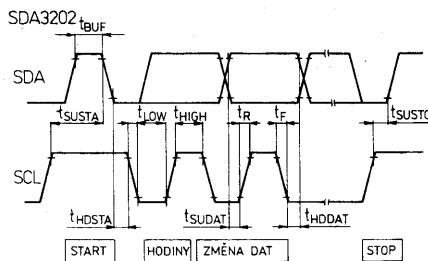 SDA3202
tBUF
SDA
tSUSTA
tLOW
tHIGH
tR
tF
tSUSTO
SCL
tHDSTA
tSUDAT
tHDDAT
START
HODINY
ZMĚNA DAT
STOP